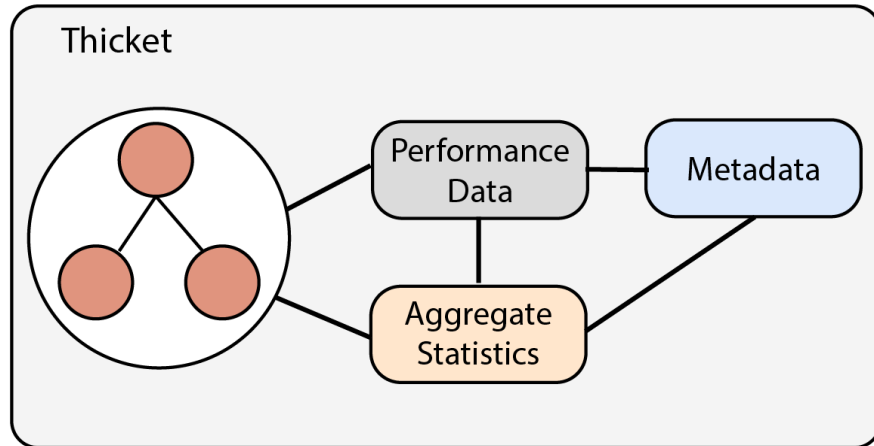 Thicket
Performance
Data
Metadata
Aggregate
Statistics